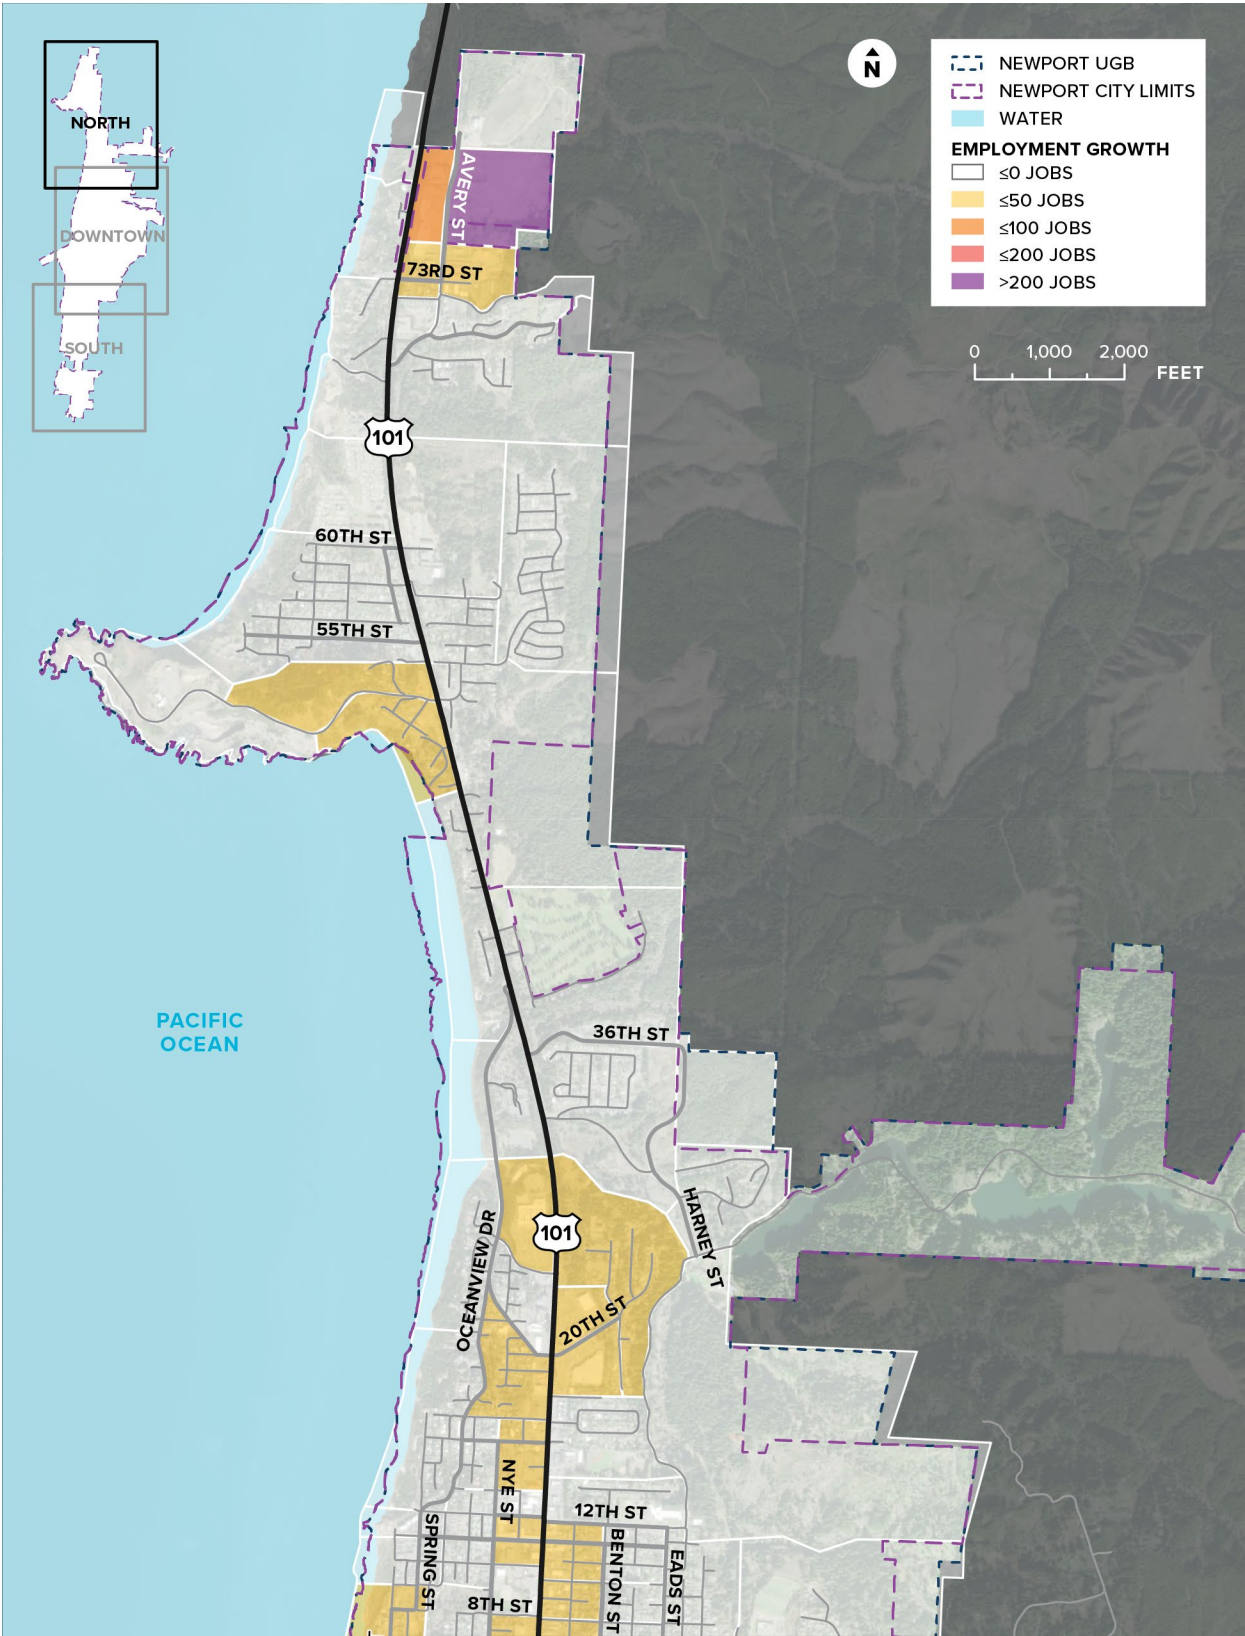 NORTH
DOWNTOWN
SOUTH
N
NEWPORT UGB
NEWPORT CITY LIMITS
WATER
EMPLOYMENT GROWTH
≤0 JOBS
≤50 JOBS
≤100 JOBS
≤200 JOBS
>200 JOBS
0 1,000 2,000
FEET
AVERY ST
73RD ST
101
60TH ST
55TH ST
PACIFIC
OCEAN
36TH ST
HARNEY ST
101
OCEANVIEW DR
20TH ST
NYE ST
12TH ST
SPRING ST
BENTON ST
EADS ST
8TH ST